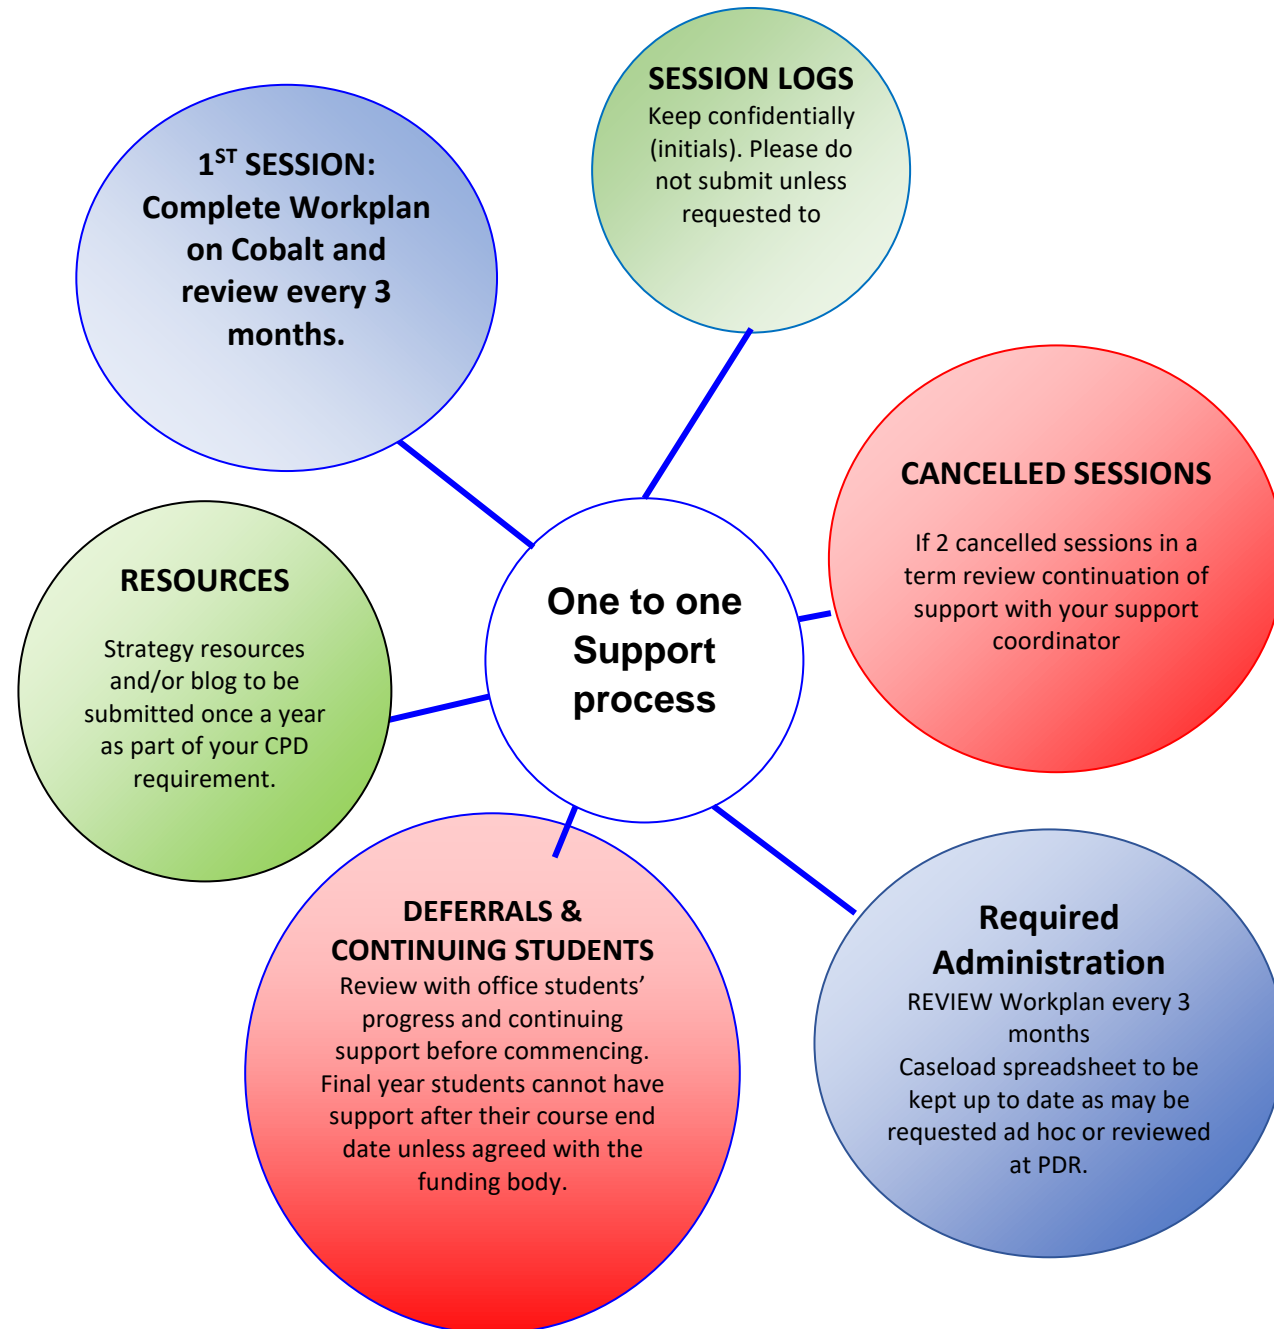 SESSION LOGS
Keep confidentially
(initials). Please do
not submit unless
requested to
1ST SESSION:
Complete Workplan
on Cobalt and
review every 3
months.
CANCELLED SESSIONS
If 2 cancelled sessions in a
term review continuation of
support with your support
coordinator
RESOURCES
Strategy resources
and/or blog to be
submitted once a year
as part of your CPD
requirement.
One to one
Support
process
DEFERRALS &
CONTINUING STUDENTS
Review with office students’
progress and continuing
support before commencing.
Final year students cannot have
support after their course end
date unless agreed with the
funding body.
Required
Administration
REVIEW Workplan every 3
months
Caseload spreadsheet to be
kept up to date as may be
requested ad hoc or reviewed
at PDR.